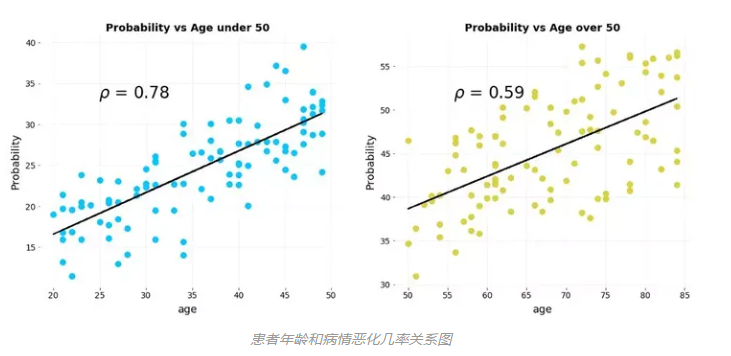 Probability vs Age under 50
40
35
30
25
20
15
Probability
ρ = 0.78
20 25 30 35 40 45 50
age
Probability vs Age over 50
55
50
45
40
35
30
Probability
ρ = 0.59
50 55 60 65 70 75 80 85
age
患者年龄和病情恶化几率关系图